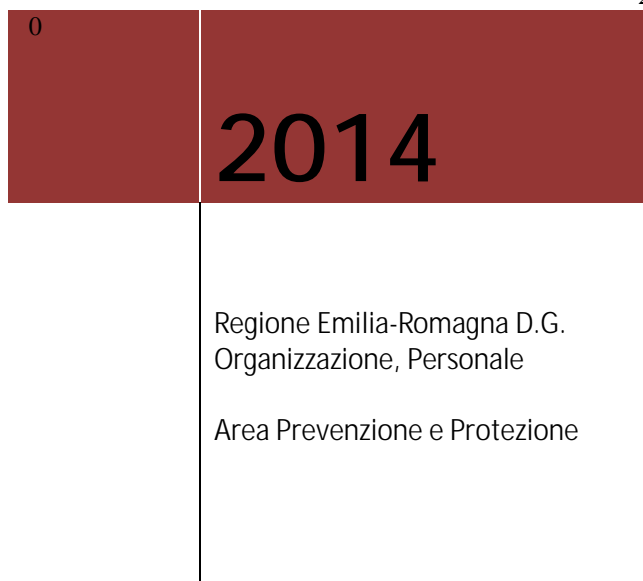 0
2014
Regione Emilia-Romagna D.G.
Organizzazione, Personale
Area Prevenzione e Protezione